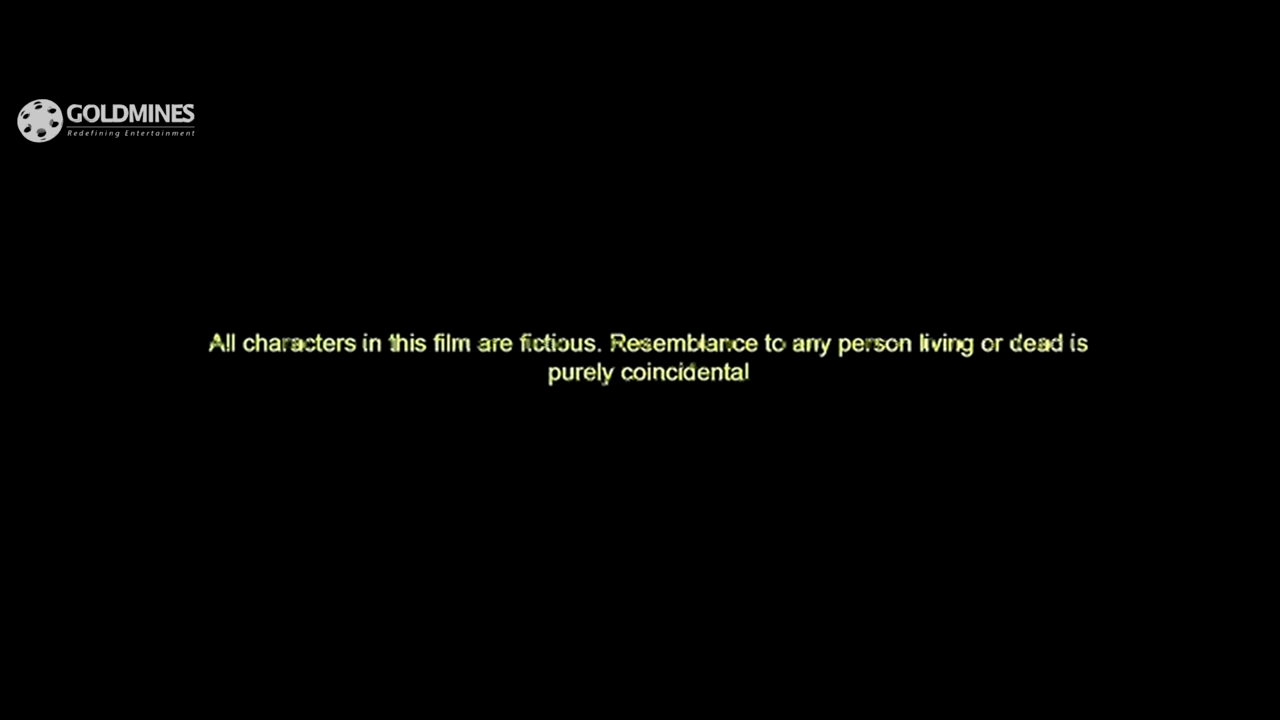 GOLDMINES
Redefining Entertainment
All characters in this film are fictious. Resemblance to any person living or dead is
purely coincidental